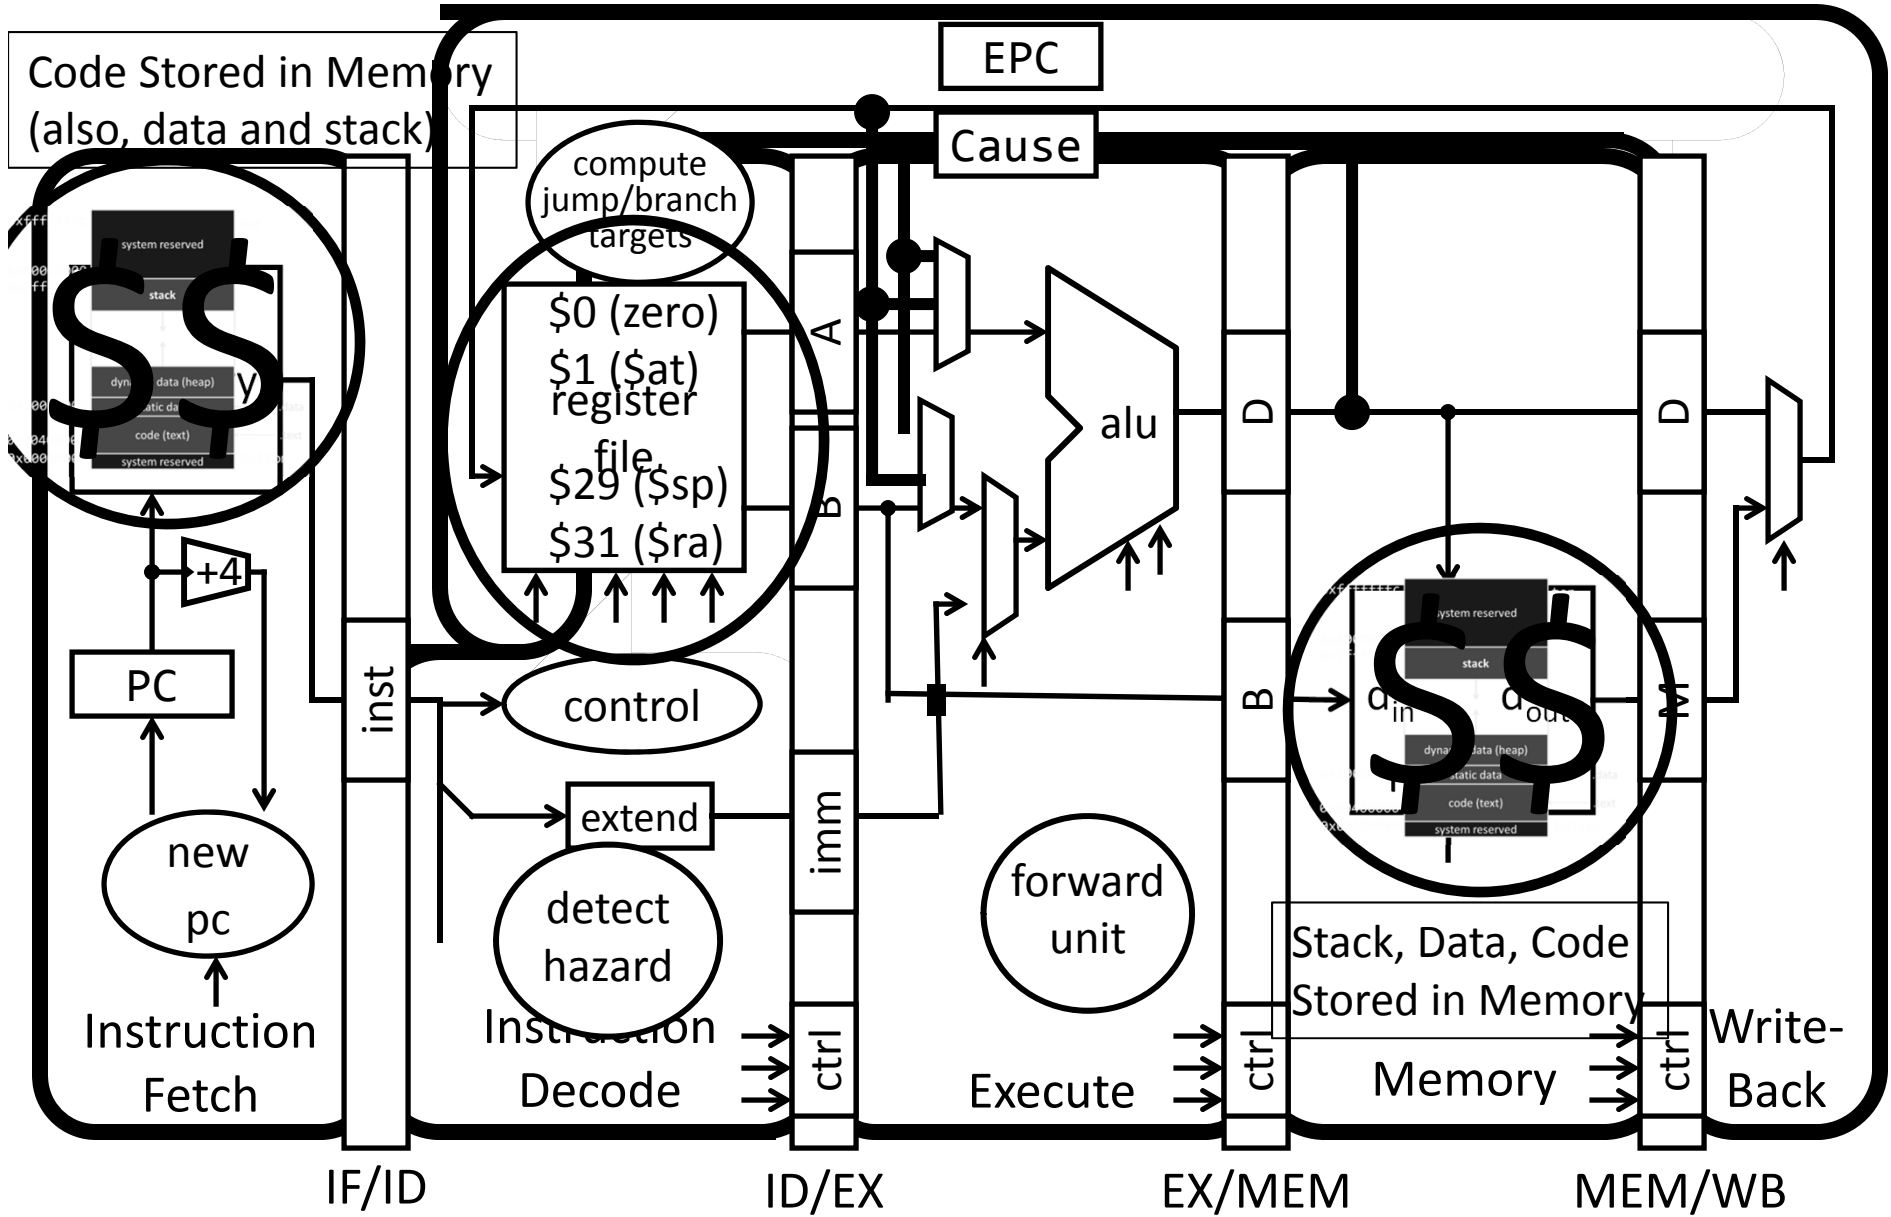 EPC
Code Stored in Memory
(also, data and stack)
Cause
compute
jump/branch
targets
system reserved
stack
$$
data (heap)
code (text)
system reserved
y
$0 (zero)
$1 ($at)
register
file
$29 ($sp)
$31 ($ra)
A
B
alu
D
D
+4
PC
inst
control
B
system reserved
stack
$$
d
in
d
out
data (heap)
static data
code (text)
system reserved
M
new
pc
extend
imm
detect
hazard
forward
unit
Stack, Data, Code
Stored in Memory
Instruction
Fetch
Instruction
Decode
ctrl
Execute
ctrl
Memory
ctrl
Write-
Back
IF/ID
ID/EX
EX/MEM
MEM/WB